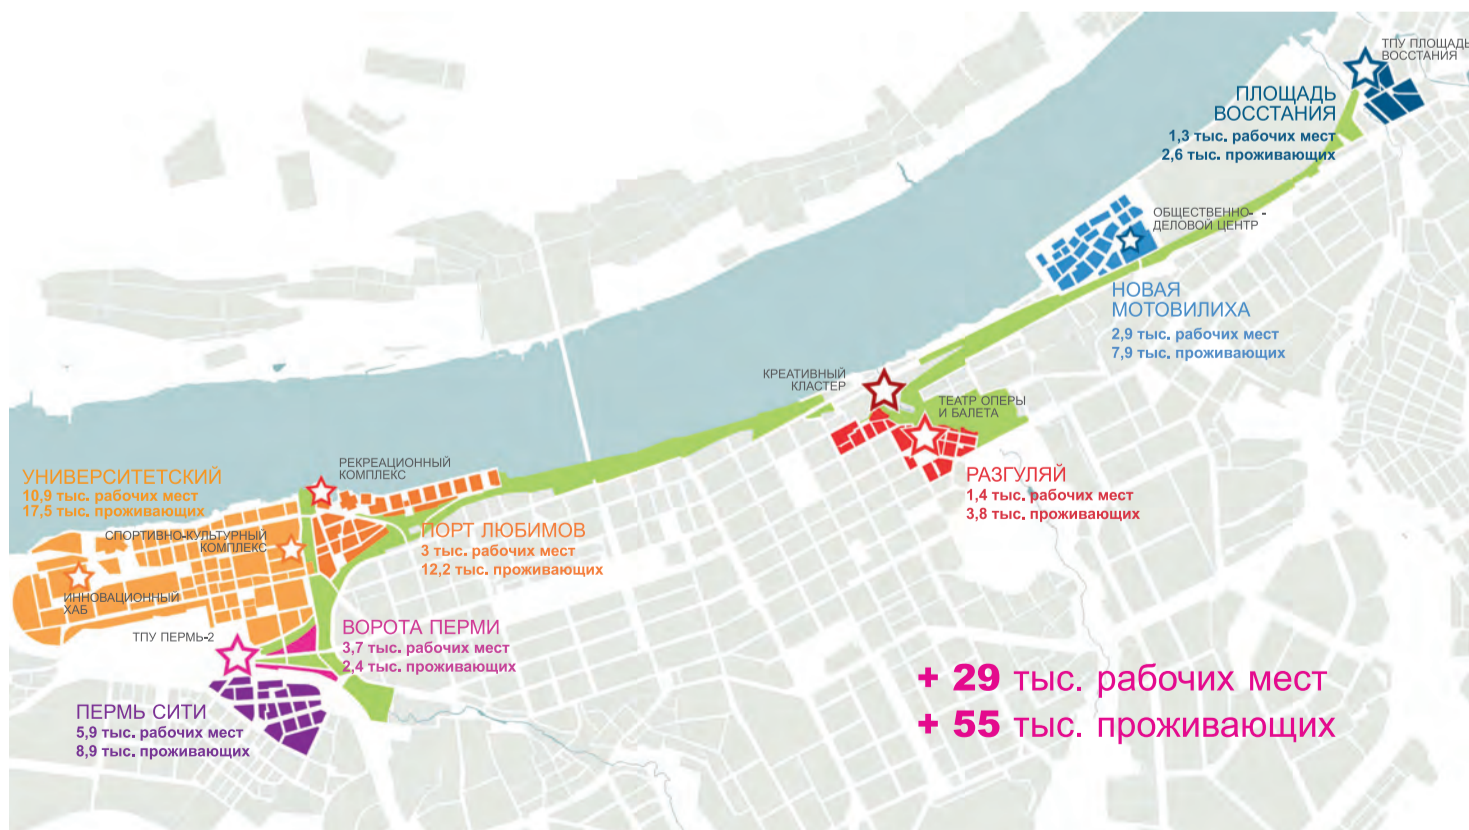 ТПУ ПЛОЩАДЬ
ВОССТАНИЯ
ПЛОЩАДЬ
ВОССТАНИЯ
1,3 тыс. рабочих мест
2,6 тыс. проживающих
ОБЩЕСТВЕННО- -
ДЕЛОВОЙ ЦЕНТР
НОВАЯ
МОТОВИЛИХА
2,9 тыс. рабочих мест
7,9 тыс. проживающих
КРЕАТИВНЫЙ
КЛАСТЕР
ТЕАТР ОПЕРЫ
И БАЛЕТА
РАЗГУЛЯЙ
1,4 тыс. рабочих мест
3,8 тыс. проживающих
РЕКРЕАЦИОННЫЙ
КОМПЛЕКС
УНИВЕРСИТЕТСКИЙ
10,9 тыс. рабочих мест
17,5 тыс. проживающих
СПОРТИВНО-КУЛЬТУРНЫЙ
КОМПЛЕКС
ПОРТ ЛЮБИМОВ
3 тыс. рабочих мест
12,2 тыс. проживающих
ИННОВАЦИОННЫЙ
ХАБ
ТПУ ПЕРМЬ-2
ВОРОТА ПЕРМИ
3,7 тыс. рабочих мест
2,4 тыс. проживающих
ПЕРМЬ СИТИ
5,9 тыс. рабочих мест
8,9 тыс. проживающих
+ 29 тыс. рабочих мест
+ 55 тыс. проживающих